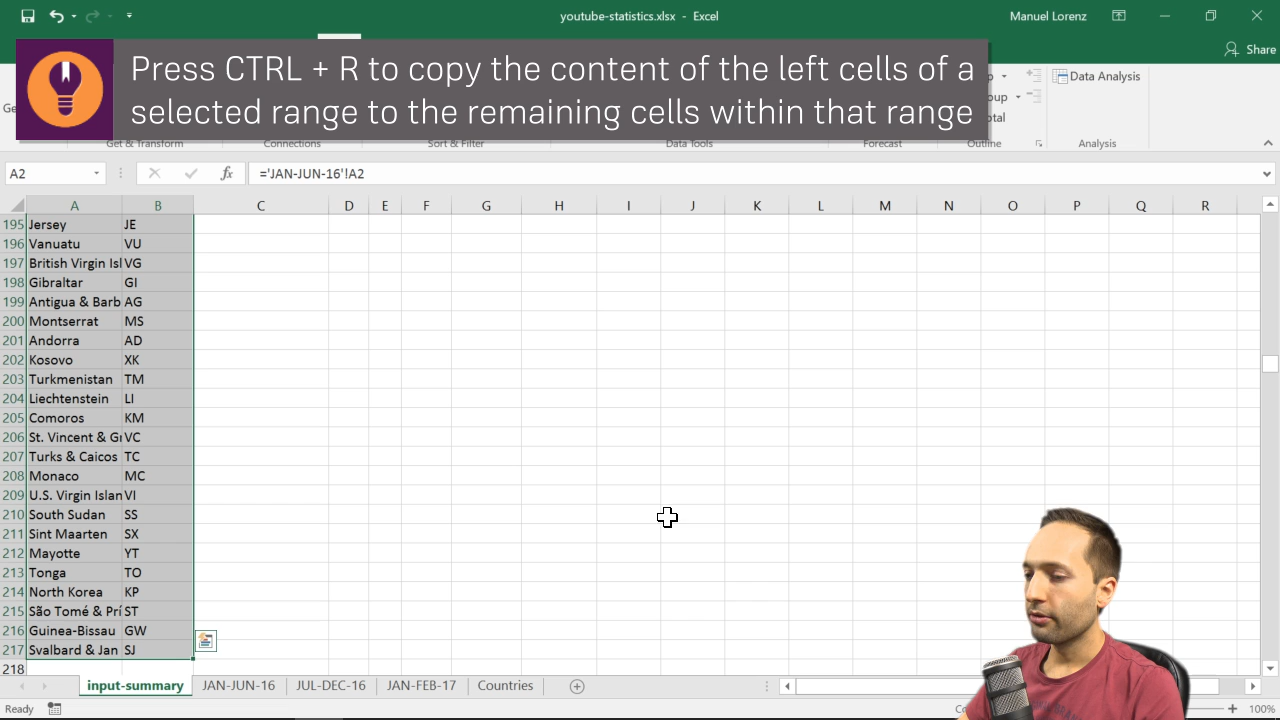 youtube-statistics.xlsx - Excel
Manuel Lorenz
Share
Press CTRL + R to copy the content of the left cells of a
selected range to the remaining cells within that range
Data Analysis
Get & Transform
Connections
Sort & Filter
Data Tools
Forecast
Outline
Analysis
A2
fx
='JAN-JUN-16'!A2
A B C D E F G H I J K L M N O P Q R
195 Jersey JE
196 Vanuatu VU
197 British Virgin Isl VG
198 Gibraltar GI
199 Antigua & Barb AG
200 Montserrat MS
201 Andorra AD
202 Kosovo XK
203 Turkmenistan TM
204 Liechtenstein LI
205 Comoros KM
206 St. Vincent & Gr VC
207 Turks & Caicos TC
208 Monaco MC
209 U.S. Virgin Islan VI
210 South Sudan SS
211 Sint Maarten SX
212 Mayotte YT
213 Tonga TO
214 North Korea KP
215 São Tomé & Prí ST
216 Guinea-Bissau GW
217 Svalbard & Jan SJ
218
input-summary JAN-JUN-16 JUL-DEC-16 JAN-FEB-17 Countries
Ready
100%